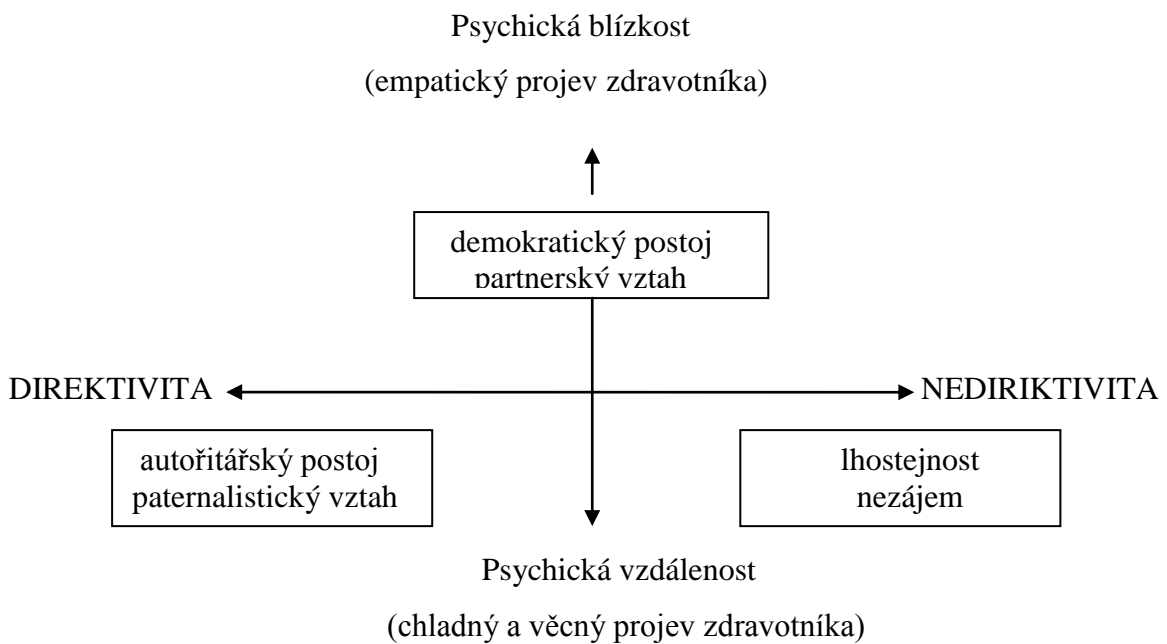 Psychická blízkost
(empatický projev zdravotníka)
demokratický postoj
partnerský vztah
DIREKTIVITA
NEDIRIKTIVITA
autořitářský postoj
paternalistický vztah
lhostejnost
nezájem
Psychická vzdálenost
(chladný a věcný projev zdravotníka)